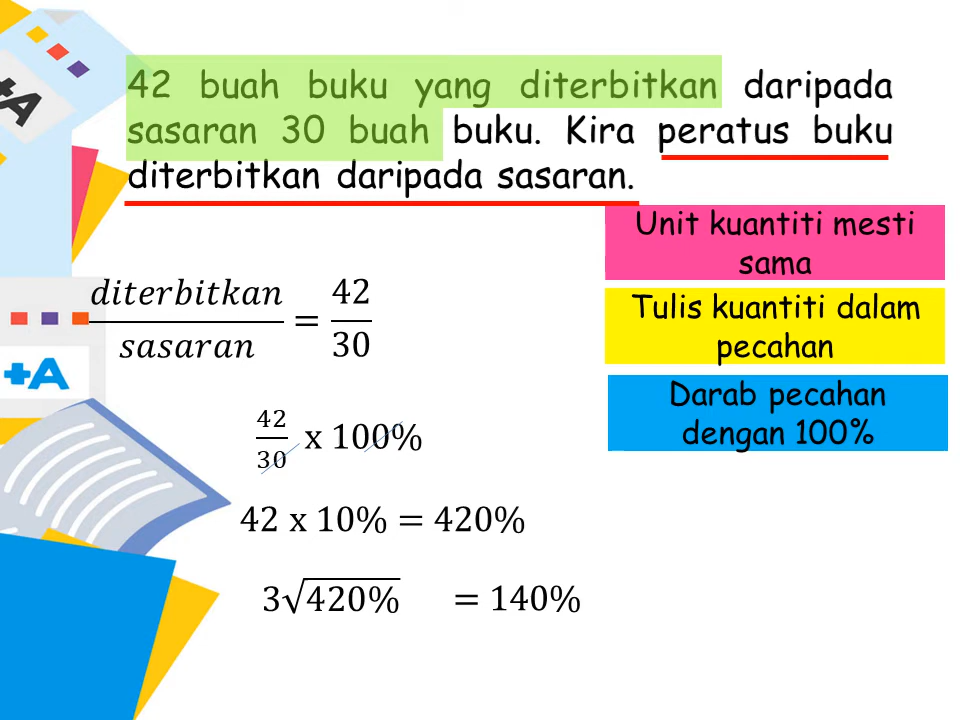 +A
42 buah buku yang diterbitkan daripada
sasaran 30 buah buku. Kira peratus buku
diterbitkan daripada sasaran.
Unit kuantiti mesti
sama
Tulis kuantiti dalam
pecahan
Darab pecahan
dengan 100%
diterbitkan/sasaran = 42/30
+A
42/30 x 100%
42 x 10% = 420%
3√420% = 140%